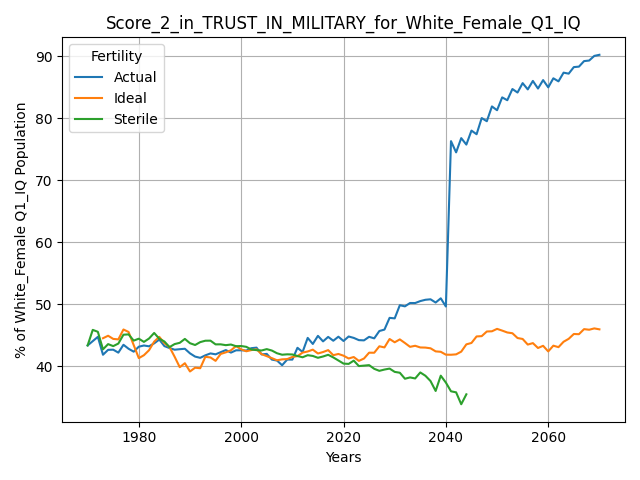 Score_2_in_TRUST_IN_MILITARY_for_White_Female_Q1_IQ
% of White_Female Q1_IQ Population
90
80
70
60
50
40
Fertility
Actual
Ideal
Sterile
1980
2000
2020
2040
2060
Years